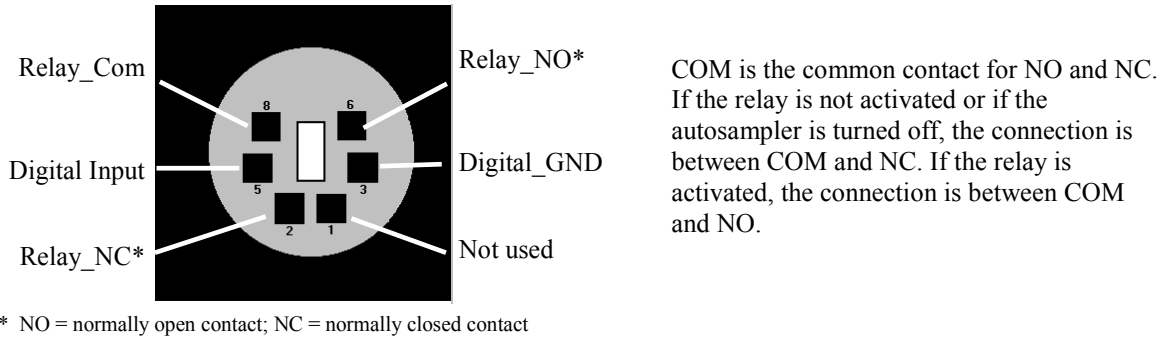 Relay_Com
Relay_NO*
8
6
Digital Input
Digital_GND
5
3
Relay_NC*
Not used
2
1
COM is the common contact for NO and NC.
If the relay is not activated or if the
autosampler is turned off, the connection is
between COM and NC. If the relay is
activated, the connection is between COM
and NO.
* NO = normally open contact; NC = normally closed contact